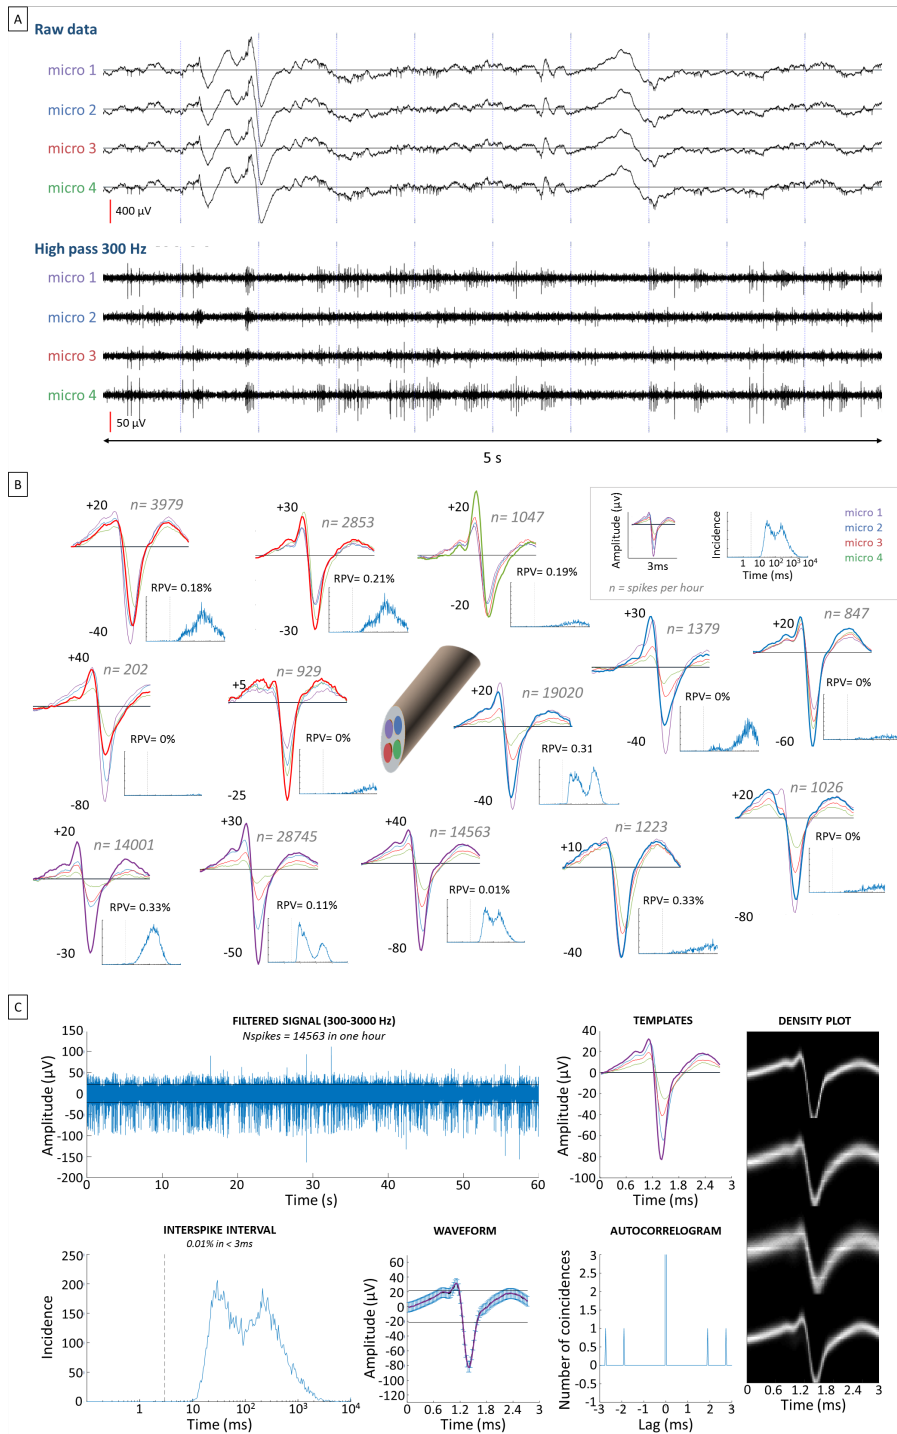 A
Raw data
micro 1
micro 2
micro 3
micro 4
400 µV
High pass 300 Hz
micro 1
micro 2
micro 3
micro 4
50 µV
5 s
B
+20
n= 3979
RPV= 0.18%
-40
+30
n= 2853
RPV= 0.21%
-30
+20
n= 1047
RPV= 0.19%
-20
Amplitude (µv)
3ms
n = spikes per hour
Incidence
1 10 10² 10³ 10⁴
Time (ms)
micro 1
micro 2
micro 3
micro 4
+40
n= 202
RPV= 0%
-80
+5
n= 929
RPV= 0%
-25
+20
n= 19020
RPV= 0.31
-40
+30
n= 1379
RPV= 0%
-40
+20
n= 847
RPV= 0%
-60
+20
n= 14001
RPV= 0.33%
-30
+30
n= 28745
RPV= 0.11%
-50
+40
n= 14563
RPV= 0.01%
-80
+10
n= 1223
RPV= 0.33%
-40
+20
n= 1026
RPV= 0%
-80
C
FILTERED SIGNAL (300-3000 Hz)
Nspikes = 14563 in one hour
Amplitude (µV)
150
100
50
0
-50
-100
-150
-200
0 10 20 30 40 50 60
Time (s)
TEMPLATES
Amplitude (µV)
40
20
0
-20
-40
-60
-80
-100
0 0.6 1.2 1.8 2.4 3
Time (ms)
DENSITY PLOT
0 0.6 1.2 1.8 2.4 3
Time (ms)
INTERSPIKE INTERVAL
0.01% in < 3ms
Incidence
250
200
150
100
50
0
1 10 10² 10³ 10⁴
Time (ms)
WAVEFORM
Amplitude (µV)
60
40
20
0
-20
-40
-60
-80
-100
-120
0 0.6 1.2 1.8 2.4 3
Time (ms)
AUTOCORRELOGRAM
Number of coincidences
3
2.5
2
1.5
1
0.5
0
-0.5
-1
-3 -2 -1 0 1 2 3
Lag (ms)